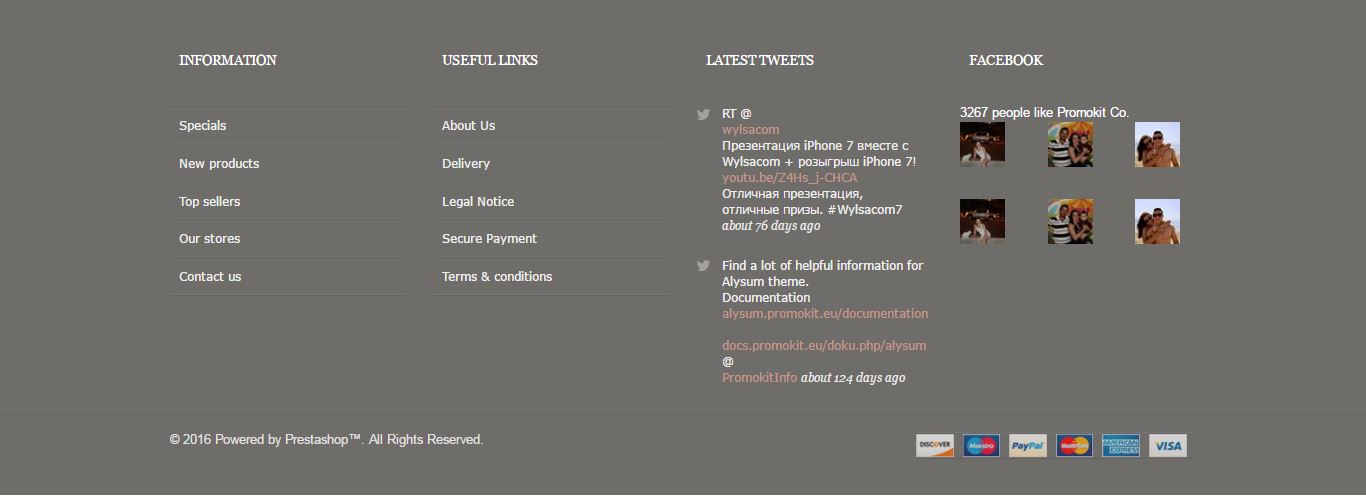 INFORMATION
Specials
New products
Top sellers
Our stores
Contact us
USEFUL LINKS
About Us
Delivery
Legal Notice
Secure Payment
Terms & conditions
LATEST TWEETS
RT @
wylsacom
Презентация iPhone 7 вместе с
Wylsacom + розыгрыш iPhone 7!
youtu.be/Z4Hs_j-CHCA
Отличная презентация,
отличные призы. #Wylsacom7
about 76 days ago
Find a lot of helpful information for
Alysum theme.
Documentation
alysum.promokit.eu/documentation
docs.promokit.eu/doku.php/alysum
@
PromokitInfo about 124 days ago
FACEBOOK
3267 people like Promokit Co.
© 2016 Powered by Prestashop™. All Rights Reserved.
DISCOVER
Maestro
PayPal
MasterCard
AMERICAN
EXPRESS
VISA